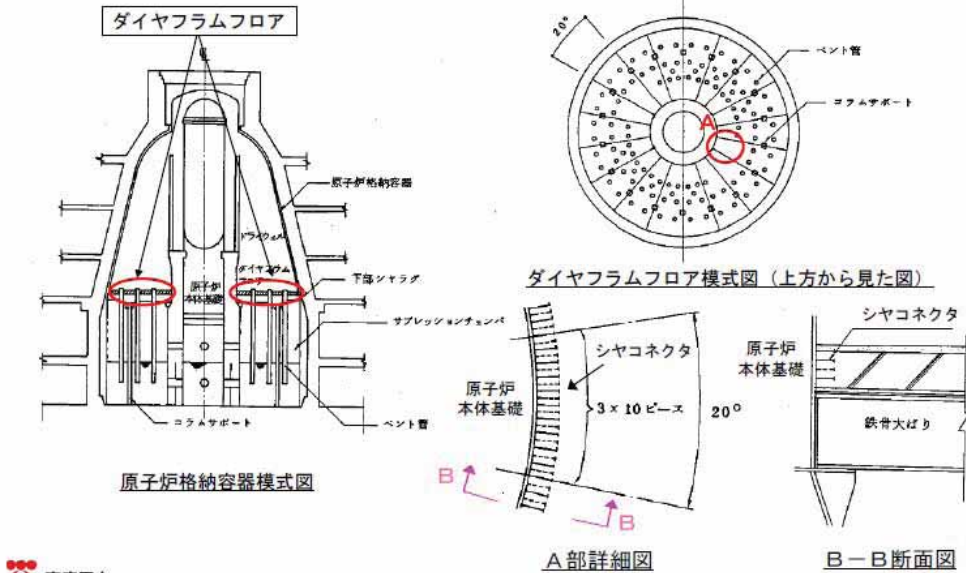 ダイヤフラムフロア
原子炉格納容器
ドライウェル
ダイヤフラム
フロア
原子炉
本体基礎
下部シャラグ
サプレッションチェンバ
コラムサポート
ベント管
原子炉格納容器模式図
20°
ベント管
コラムサポート
A
ダイヤフラムフロア模式図（上方から見た図）
シヤコネクタ
原子炉
本体基礎
3×10ピース
20°
B
B
A部詳細図
シヤコネクタ
原子炉
本体基礎
鉄骨大ばり
B－B断面図